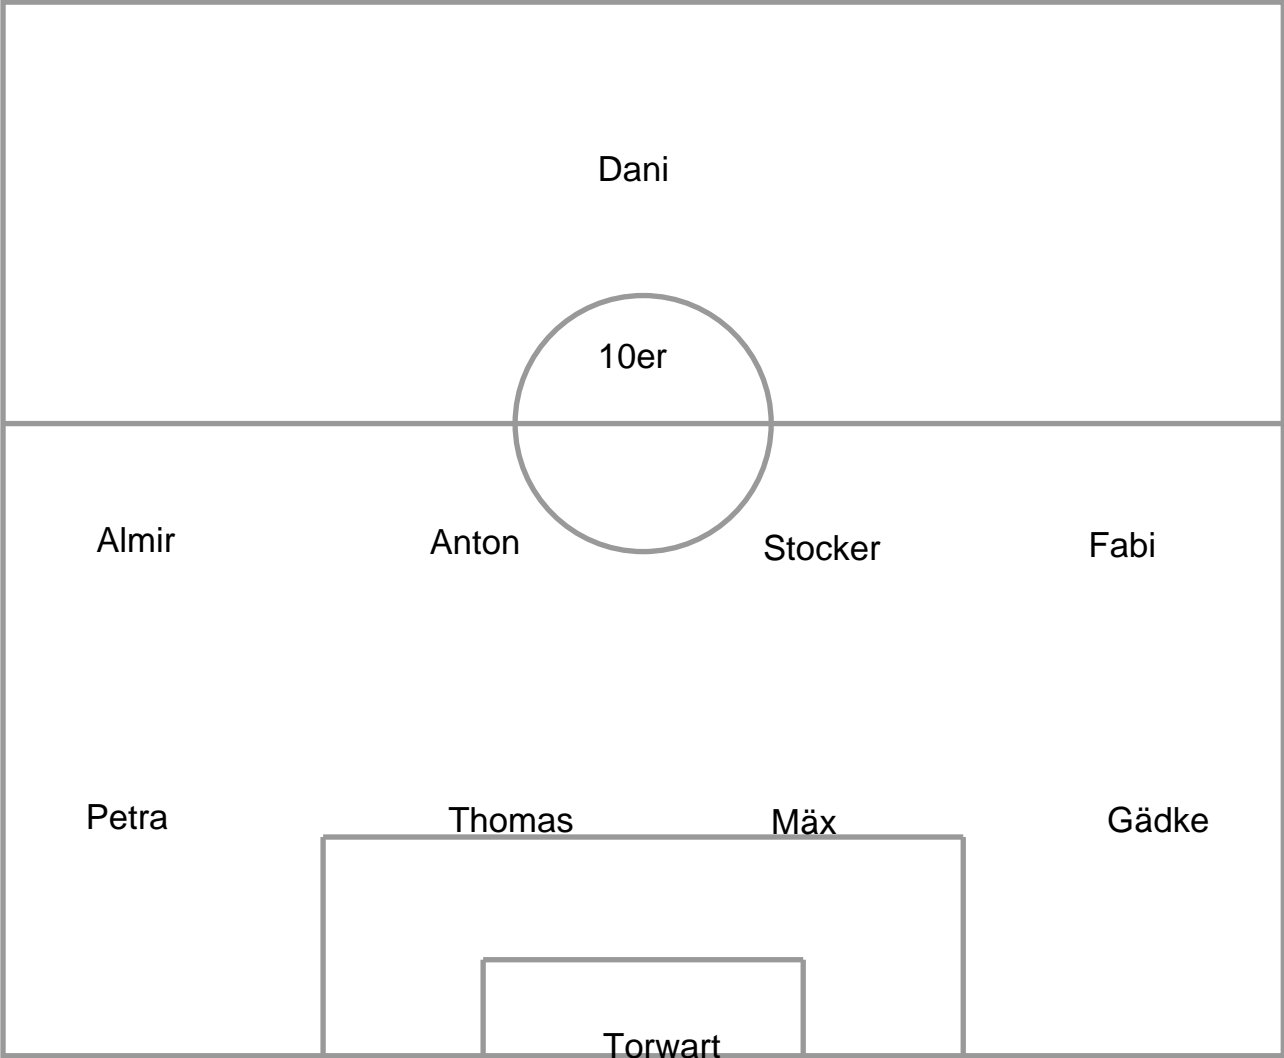 Dani
10er
Almir Anton Stocker Fabi
Petra Thomas Mäx Gädke
Torwart